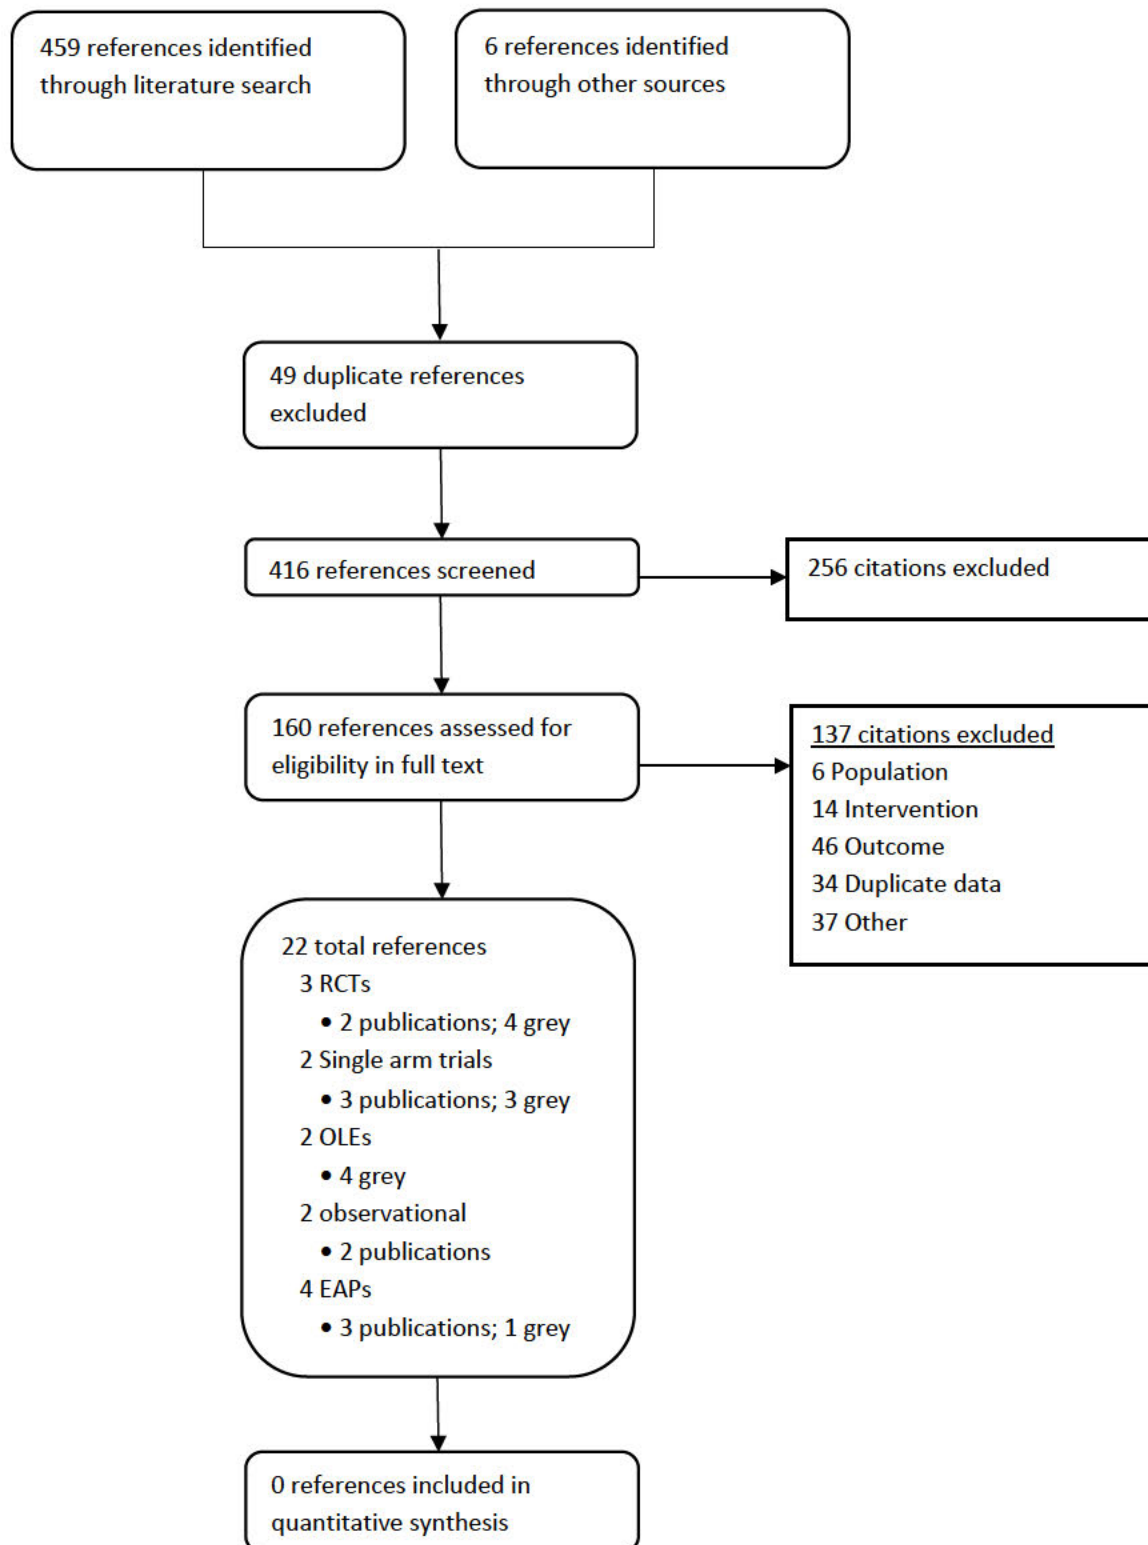 459 references identified
through literature search
6 references identified
through other sources
49 duplicate references
excluded
416 references screened
256 citations excluded
160 references assessed for
eligibility in full text
137 citations excluded
6 Population
14 Intervention
46 Outcome
34 Duplicate data
37 Other
22 total references
3 RCTs
• 2 publications; 4 grey
2 Single arm trials
• 3 publications; 3 grey
2 OLEs
• 4 grey
2 observational
• 2 publications
4 EAPs
• 3 publications; 1 grey
0 references included in
quantitative synthesis